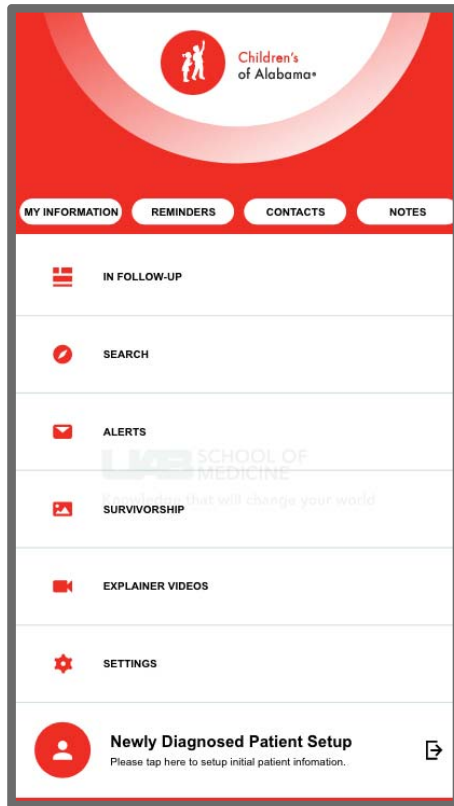 Children's
of Alabama®
MY INFORMATION
REMINDERS
CONTACTS
NOTES
IN FOLLOW-UP
SEARCH
ALERTS
UAB SCHOOL OF
MEDICINE
Knowledge that will change your world
SURVIVORSHIP
EXPLAINER VIDEOS
SETTINGS
Newly Diagnosed Patient Setup
Please tap here to setup initial patient infomation.